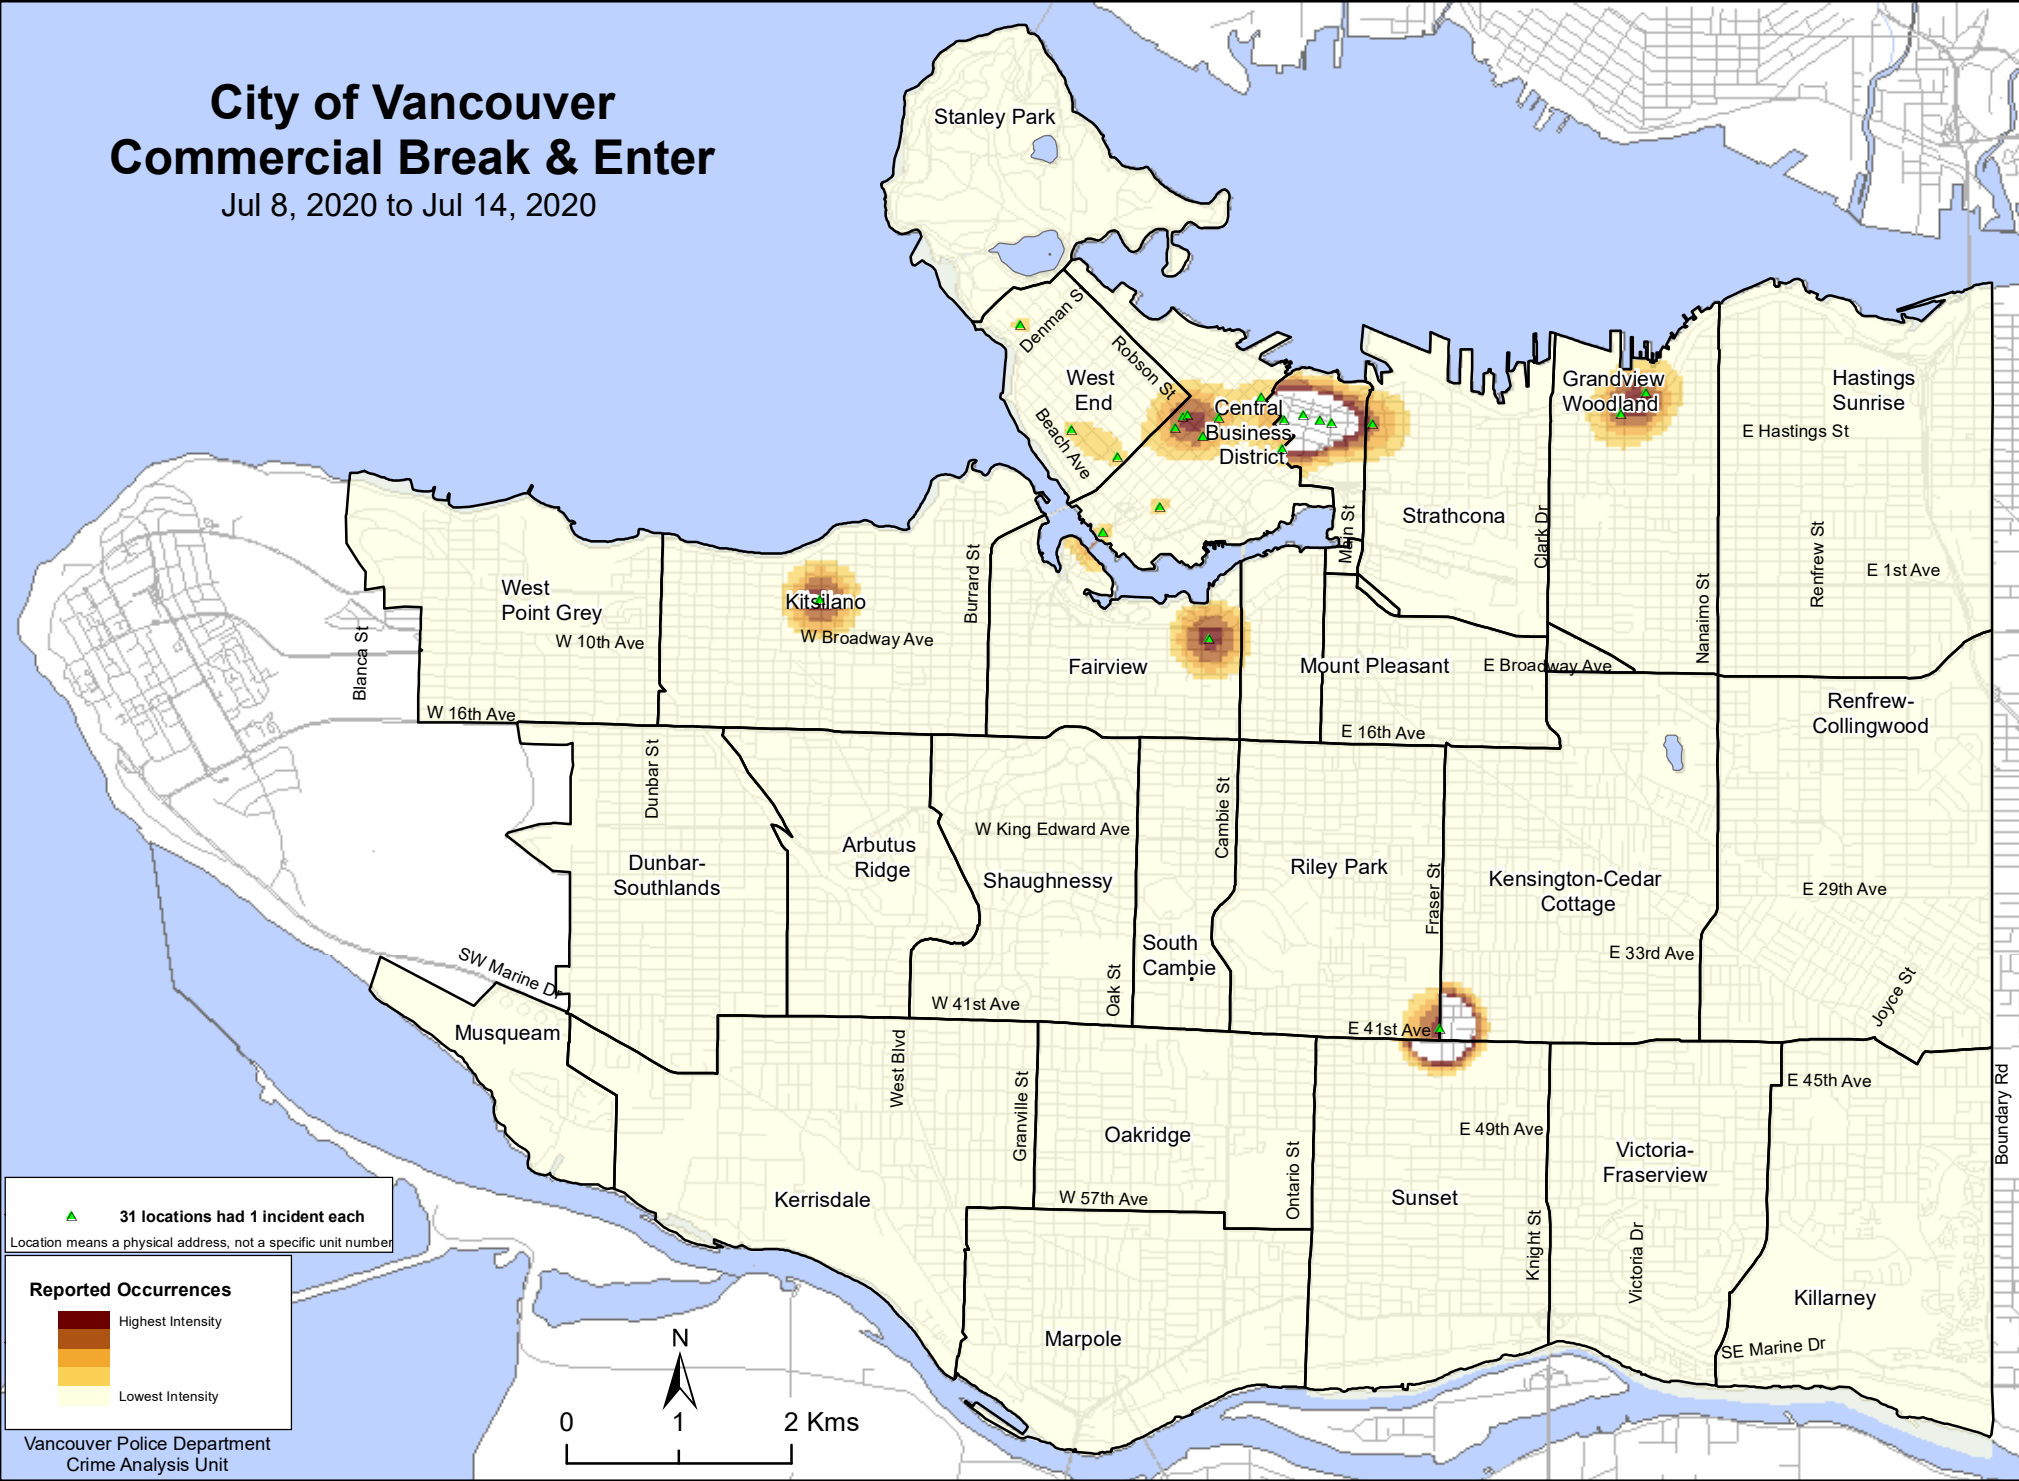 City of Vancouver
Commercial Break & Enter
Jul 8, 2020 to Jul 14, 2020
Stanley Park
Denman S
Robson St
West
End
Beach Ave
Central
Business
District
Grandview
Woodland
Hastings
Sunrise
E Hastings St
Strathcona
Main St
Clark Dr
Nanaimo St
Renfrew St
E 1st Ave
West
Point Grey
W 10th Ave
Blanca St
W 16th Ave
Kitsilano
W Broadway Ave
Burrard St
Fairview
Mount Pleasant
E Broadway Ave
E 16th Ave
Renfrew-
Collingwood
Dunbar St
Dunbar-
Southlands
Arbutus
Ridge
W King Edward Ave
Shaughnessy
Cambie St
Riley Park
Fraser St
Kensington-Cedar
Cottage
E 29th Ave
E 33rd Ave
South
Cambie
Oak St
W 41st Ave
E 41st Ave
Joyce St
SW Marine Dr
Musqueam
West Blvd
Granville St
Oakridge
Ontario St
E 49th Ave
E 45th Ave
Boundary Rd
Victoria-
Fraserview
Kerrisdale
W 57th Ave
Sunset
Knight St
Victoria Dr
Killarney
SE Marine Dr
Marpole
31 locations had 1 incident each
Location means a physical address, not a specific unit number
Reported Occurrences
Highest Intensity
Lowest Intensity
Vancouver Police Department
Crime Analysis Unit
N
0 1 2 Kms